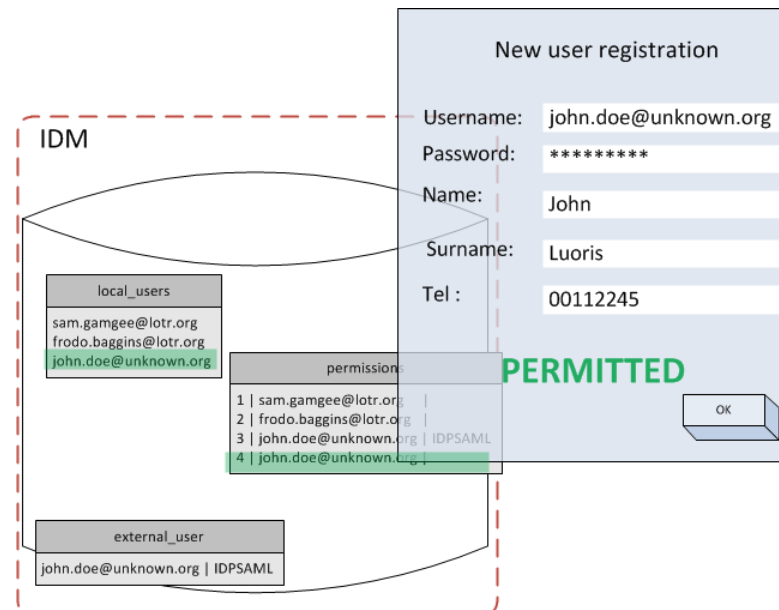 New user registration
IDM
Username: john.doe@unknown.org
Password: *********
Name: John
Surname: Luoris
Tel : 00112245
local_users
sam.gamgee@lotr.org
frodo.baggins@lotr.org
john.doe@unknown.org
permissions
1 | sam.gamgee@lotr.org |
2 | frodo.baggins@lotr.org |
3 | john.doe@unknown.org | IDPSAML
4 | john.doe@unknown.org |
PERMITTED
OK
external_user
john.doe@unknown.org | IDPSAML